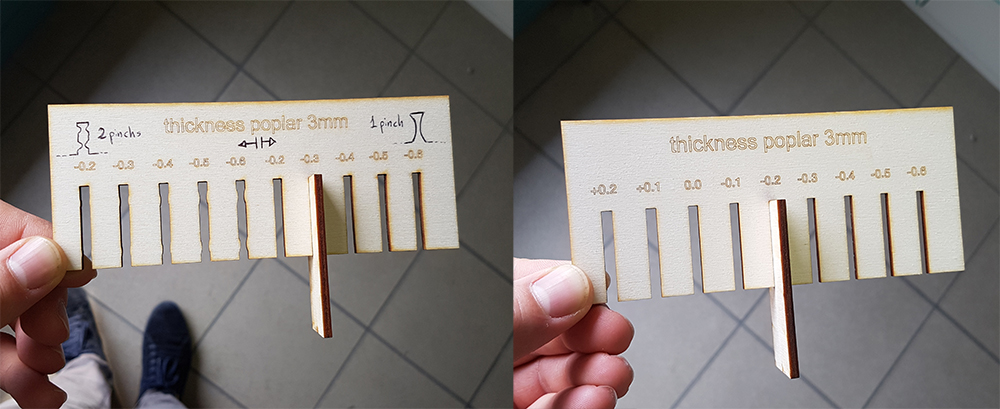 thickness poplar 3mm
2 pinchs
1 pinch
-0.2 -0.3 -0.4 -0.5 -0.6 -0.2 -0.3 -0.4 -0.5 -0.6
thickness poplar 3mm
+0.2 +0.1 0.0 -0.1 -0.2 -0.3 -0.4 -0.5 -0.6